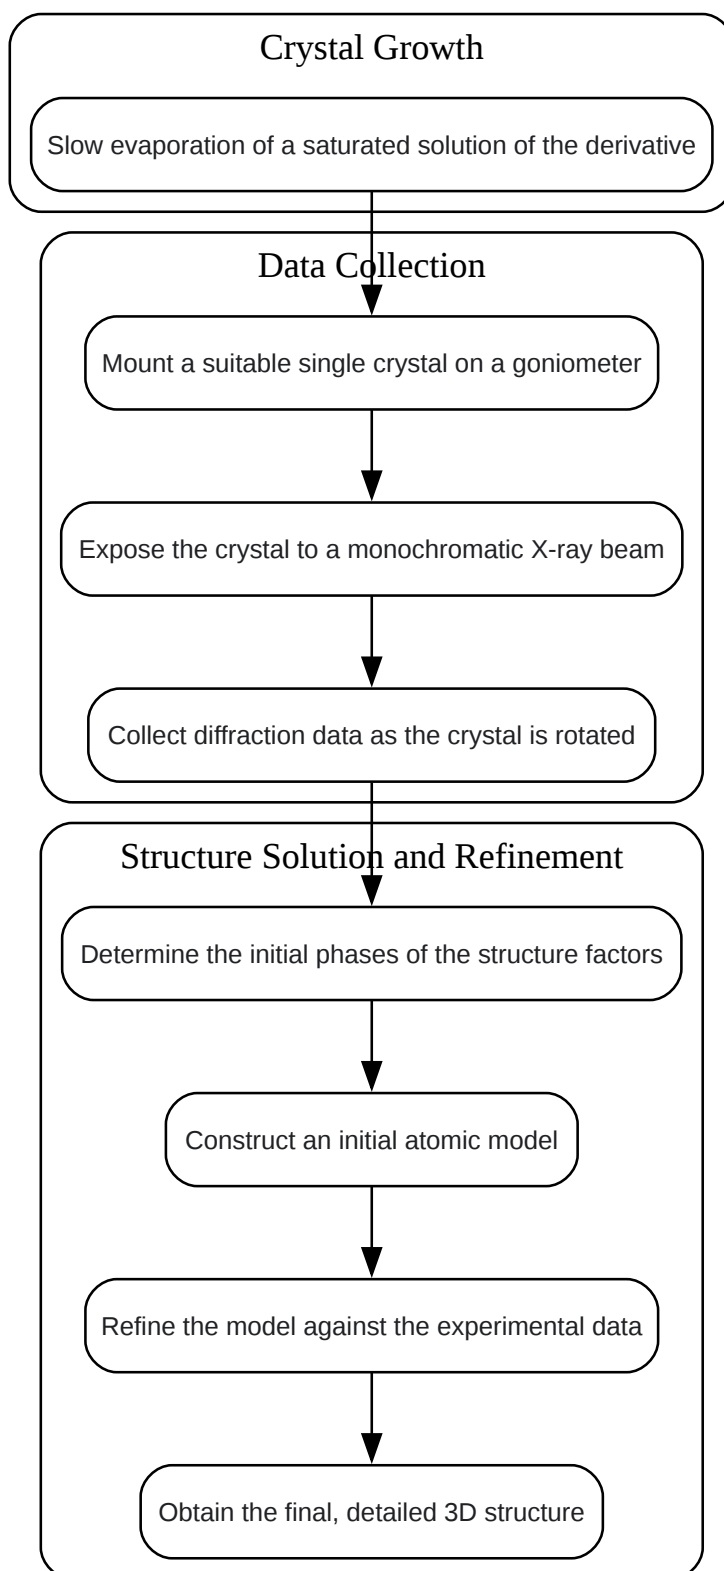 Crystal Growth
Slow evaporation of a saturated solution of the derivative
Data Collection
Mount a suitable single crystal on a goniometer
Expose the crystal to a monochromatic X-ray beam
Collect diffraction data as the crystal is rotated
Structure Solution and Refinement
Determine the initial phases of the structure factors
Construct an initial atomic model
Refine the model against the experimental data
Obtain the final, detailed 3D structure